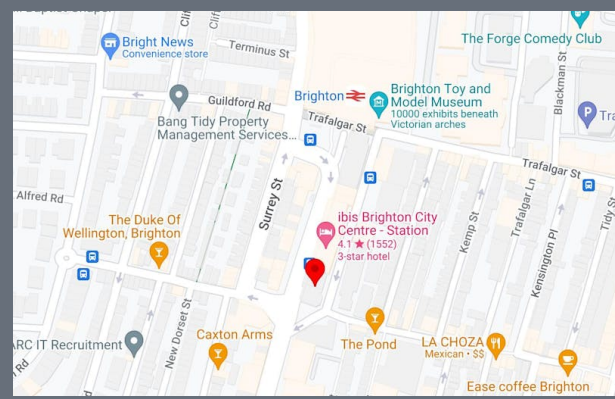 Clif
Clif
Bright News
Convenience store
Terminus St
The Forge Comedy Club
Blackman St
Guildford Rd
Brighton
Brighton Toy and
Model Museum
10000 exhibits beneath
Victorian arches
P
Tra
Bang Tidy Property
Management Services...
Trafalgar St
Trafalgar St
Alfred Rd
Surrey St
Kemp St
Trafalgar Ln
Kensington Pl
Tidy S
The Duke Of
Wellington, Brighton
ibis Brighton City
Centre - Station
4.1 ★ (1552)
3-star hotel
New Dorset St
ARC IT Recruitment
Caxton Arms
The Pond
LA CHOZA
Mexican • $$
Rd
Ease coffee Brighton